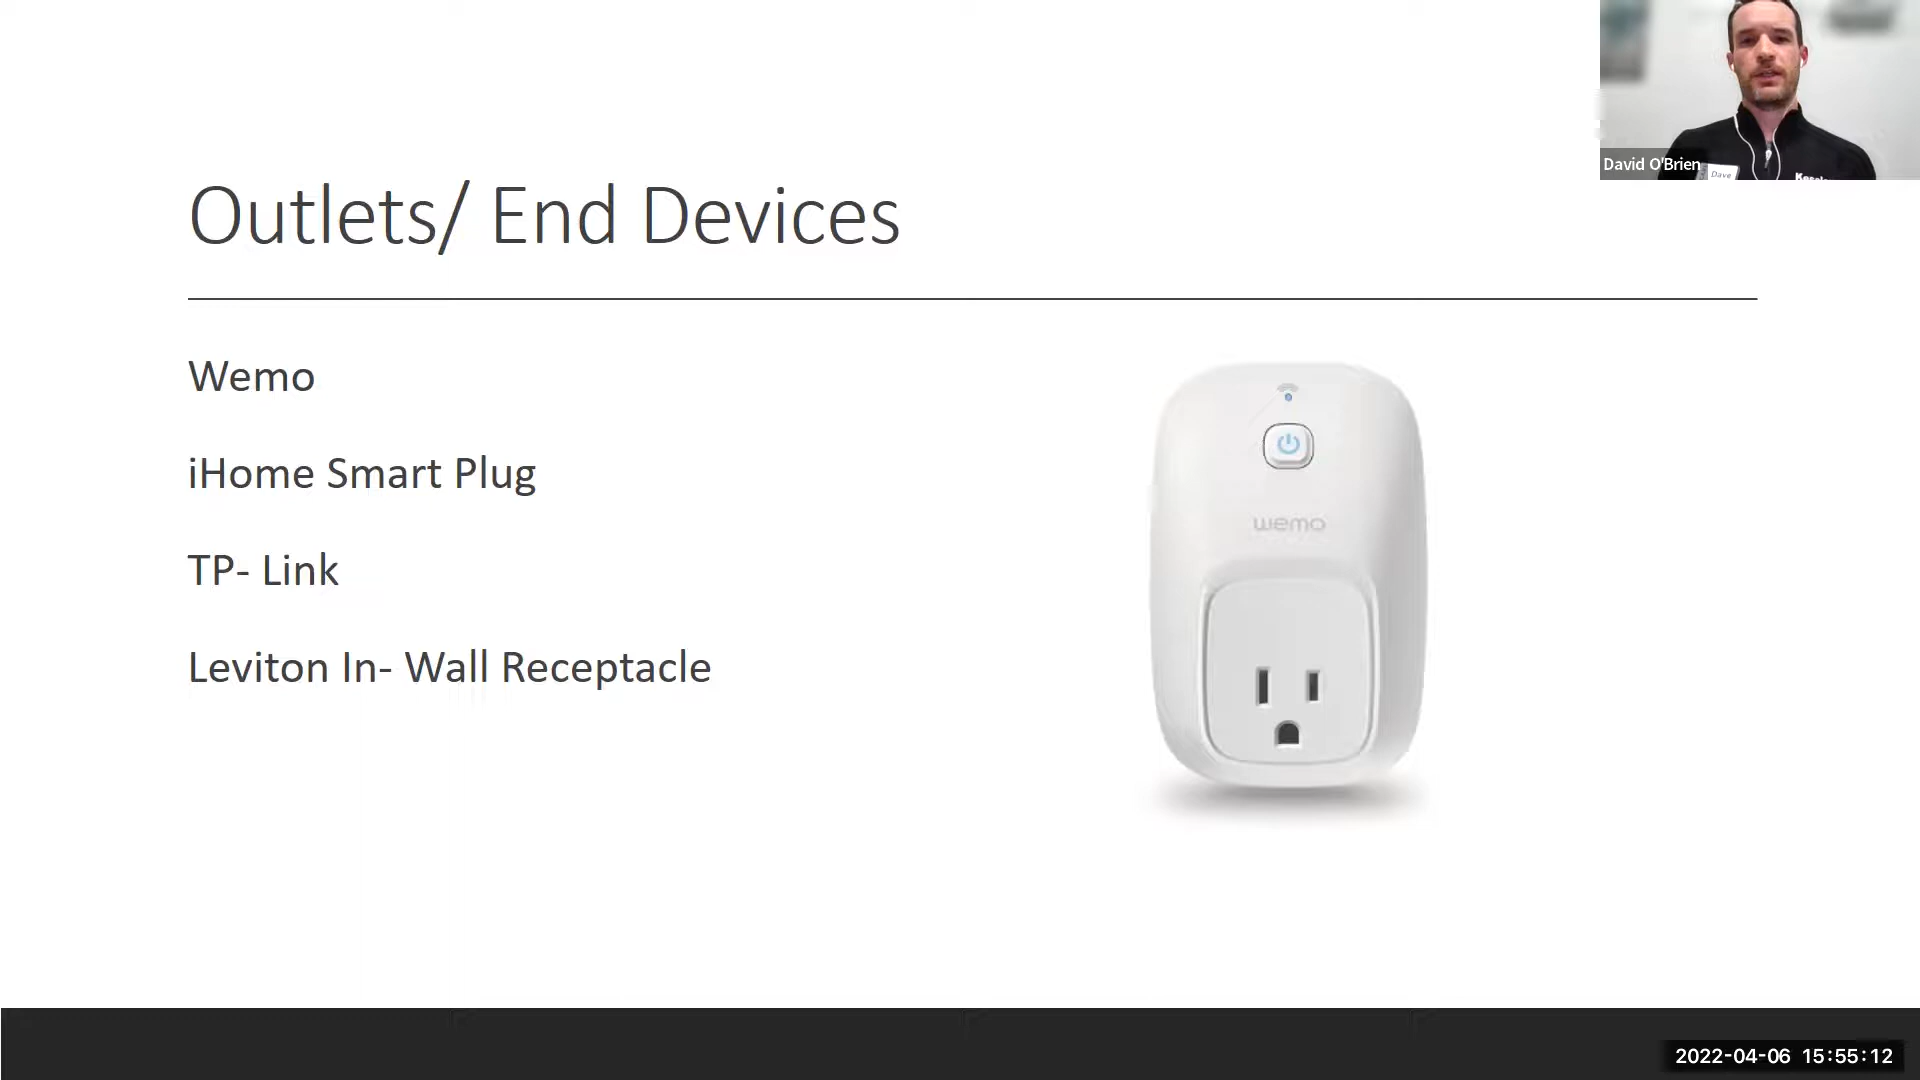 David O'Brien
Dave
Outlets/ End Devices
Wemo
iHome Smart Plug
TP- Link
Leviton In- Wall Receptacle
wemo
2022-04-06 15:55:12